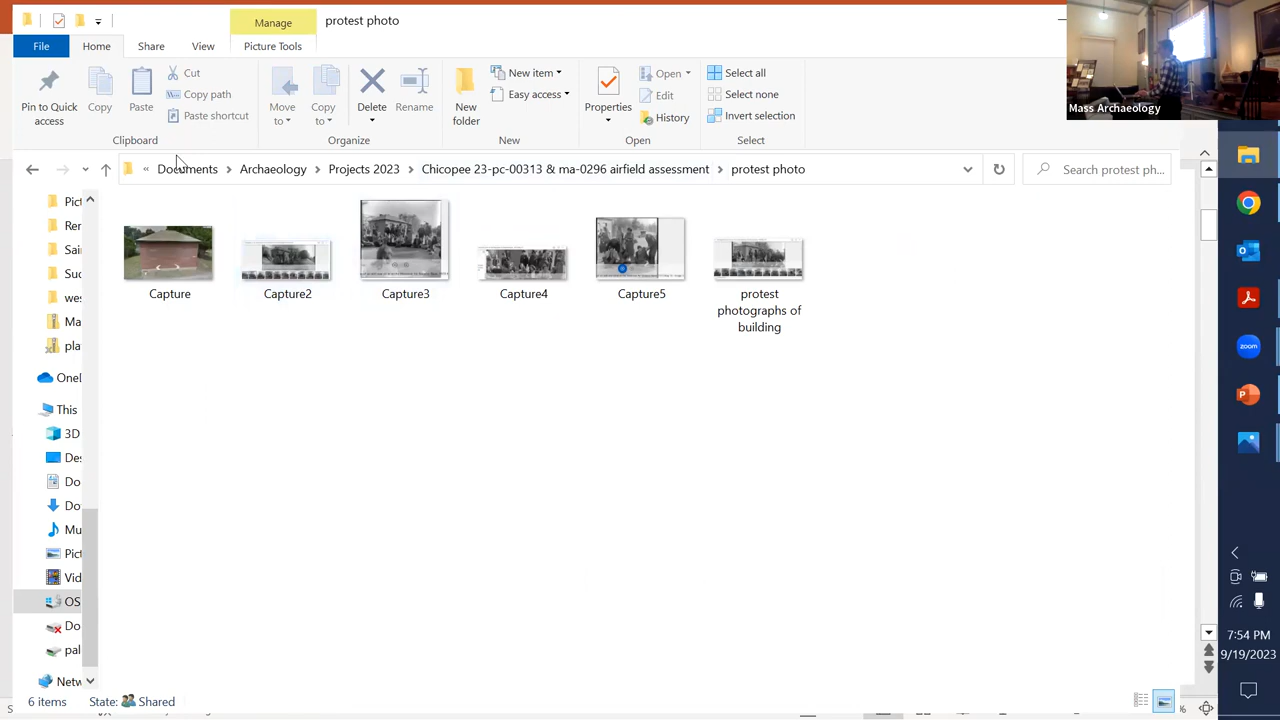 protest photo
Manage
File
Home
Share
View
Picture Tools
Pin to Quick access
Copy
Paste
Cut
Copy path
Paste shortcut
Clipboard
Move to
Copy to
Delete
Rename
Organize
New folder
New item
Easy access
New
Properties
Open
Edit
History
Open
Select all
Select none
Invert selection
Select
Mass Archaeology
« Documents > Archaeology > Projects 2023 > Chicopee 23-pc-00313 & ma-0296 airfield assessment > protest photo
Search protest ph...
Pict
Rer
Sai
Suc
wes
Ma
pla
OneD
This
3D
Des
Do
Do
Mu
Pict
Vid
OS
Do
pal
Netw
Capture
Capture2
Capture3
Capture4
Capture5
protest photographs of building
zoom
7:54 PM
9/19/2023
6 items
State:
Shared
%